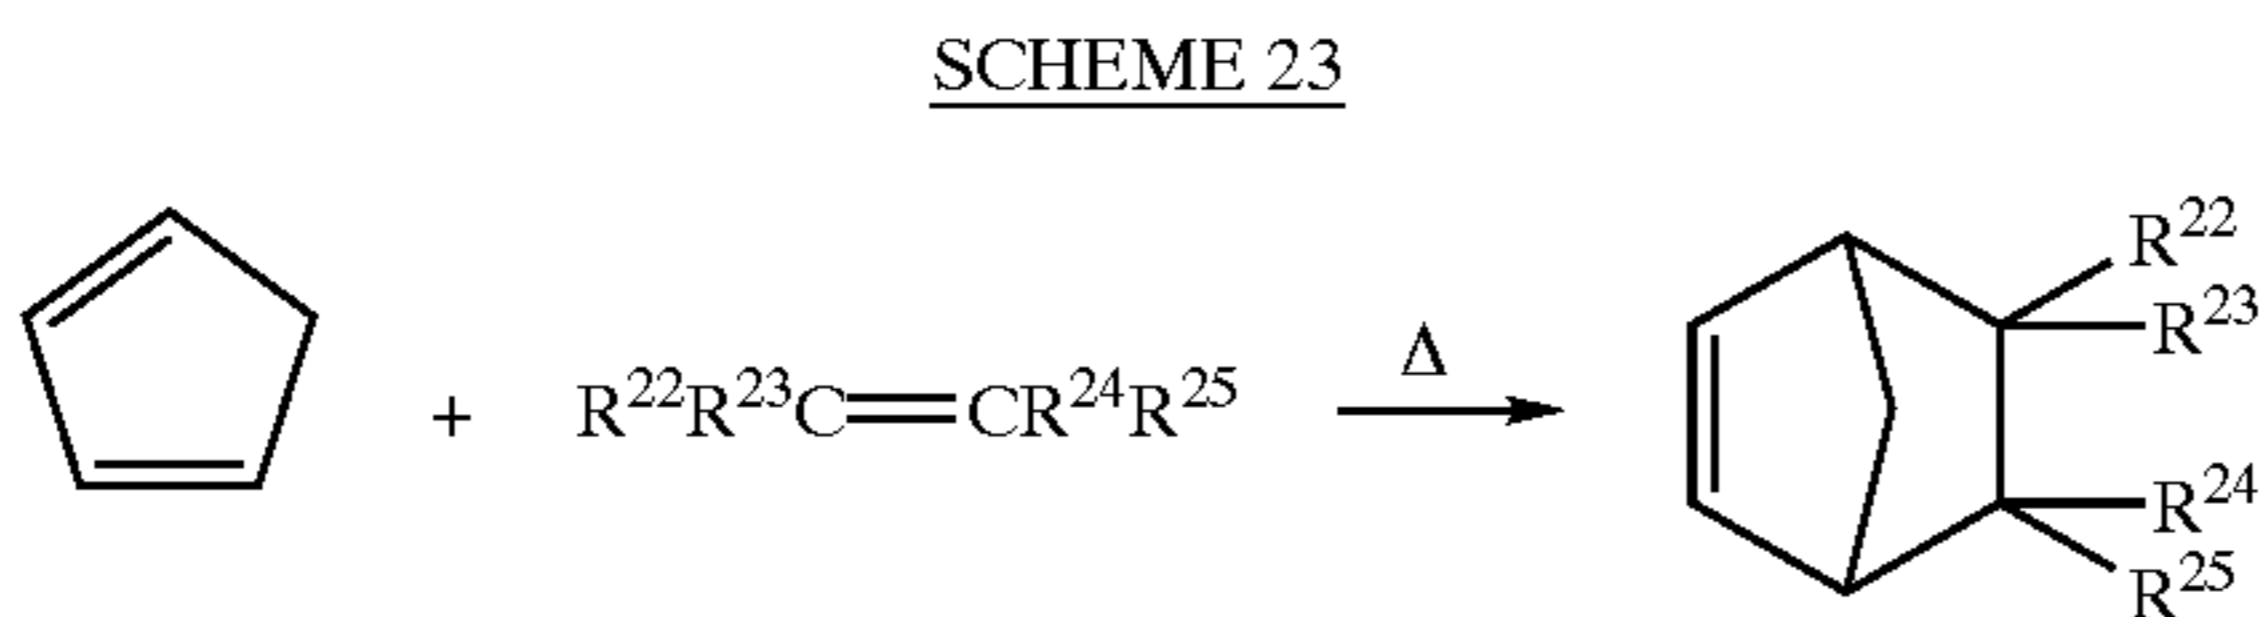 SCHEME 23
+ R²²R²³C=CR²⁴R²⁵ Δ
R²²
R²³
R²⁴
R²⁵